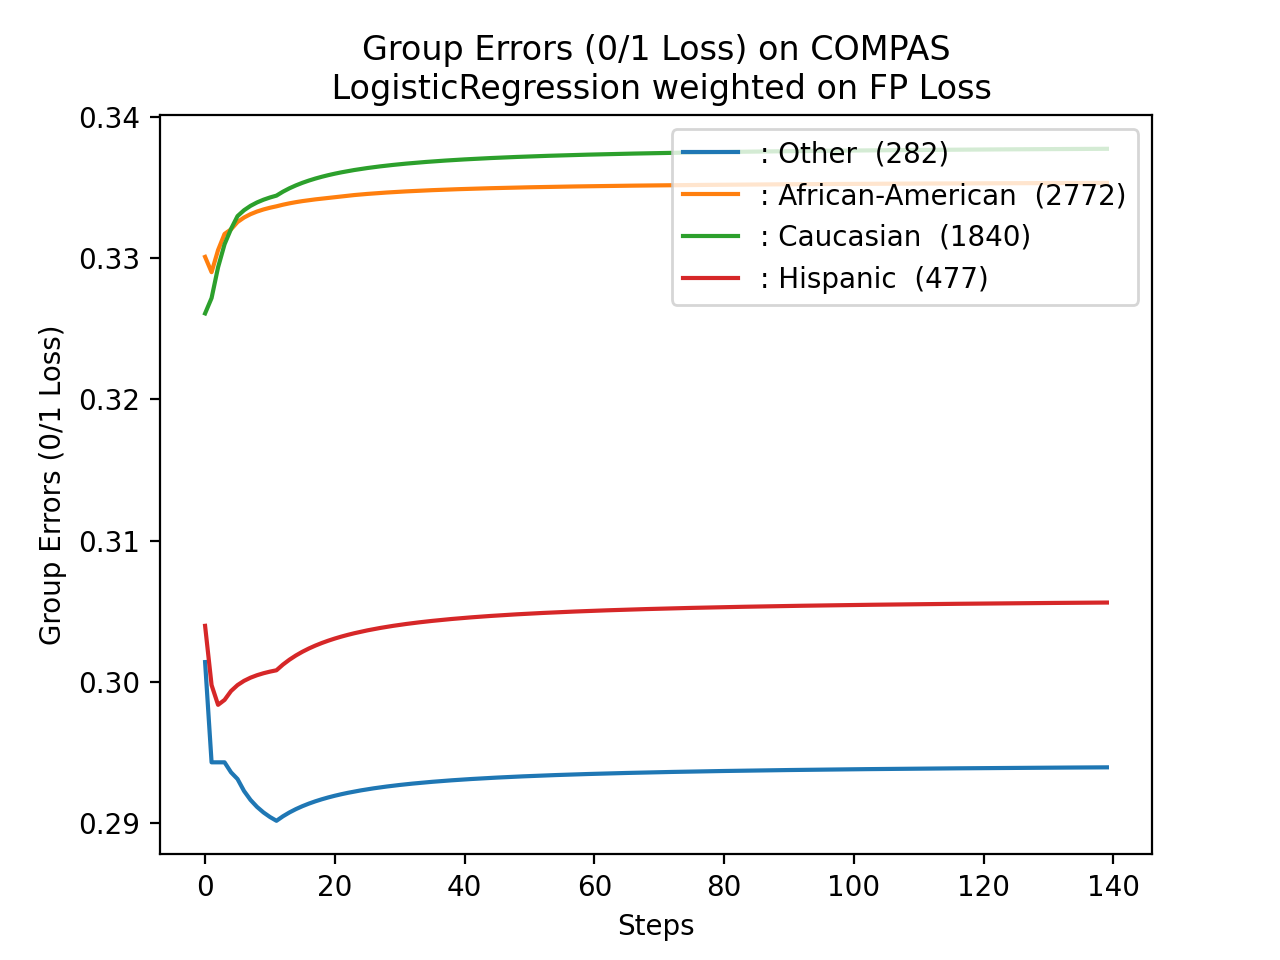 Group Errors (0/1 Loss) on COMPAS
LogisticRegression weighted on FP Loss
Group Errors (0/1 Loss)
0.34
0.33
0.32
0.31
0.30
0.29
: Other (282)
: African-American (2772)
: Caucasian (1840)
: Hispanic (477)
0 20 40 60 80 100 120 140
Steps